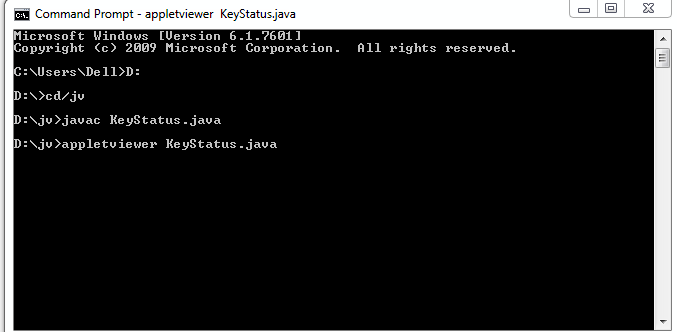 Command Prompt - appletviewer  KeyStatus.java
Microsoft Windows [Version 6.1.7601]
Copyright (c) 2009 Microsoft Corporation.  All rights reserved.
C:\Users\Dell>D:
D:\>cd/jv
D:\jv>javac KeyStatus.java
D:\jv>appletviewer KeyStatus.java